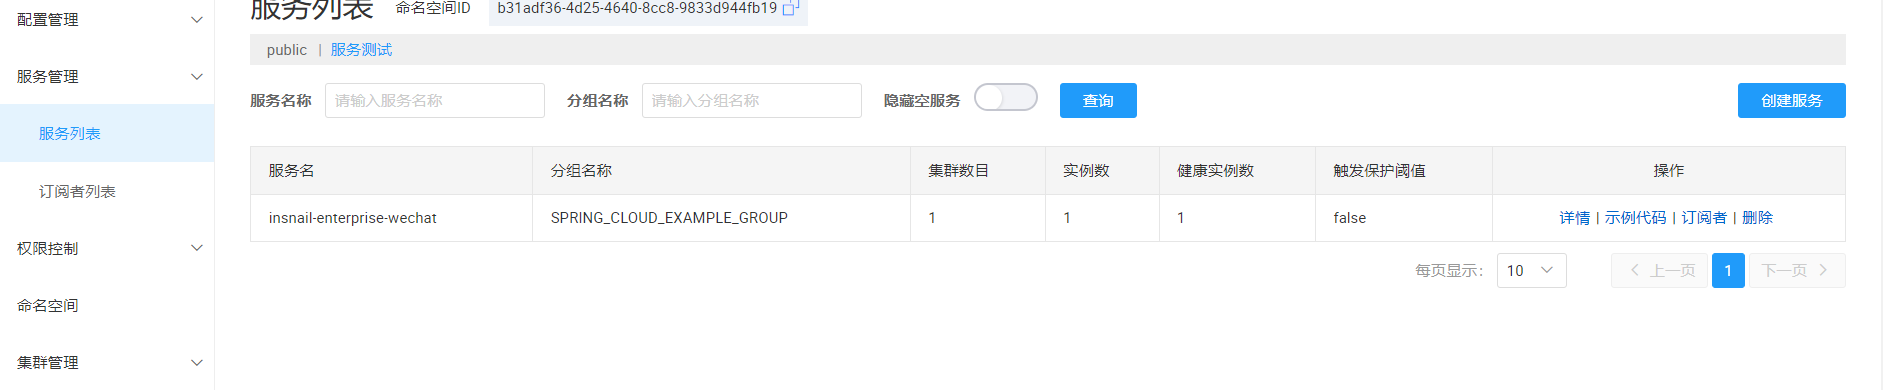 配置管理
服务管理
服务列表
订阅者列表
权限控制
命名空间
集群管理
服务列表 命名空间ID b31adf36-4d25-4640-8cc8-9833d944fb19
public | 服务测试
服务名称 请输入服务名称 分组名称 请输入分组名称 隐藏空服务 查询 创建服务
服务名 分组名称 集群数目 实例数 健康实例数 触发保护阈值 操作
insnail-enterprise-wechat SPRING_CLOUD_EXAMPLE_GROUP 1 1 1 false 详情 | 示例代码 | 订阅者 | 删除
每页显示： 10 上一页 1 下一页